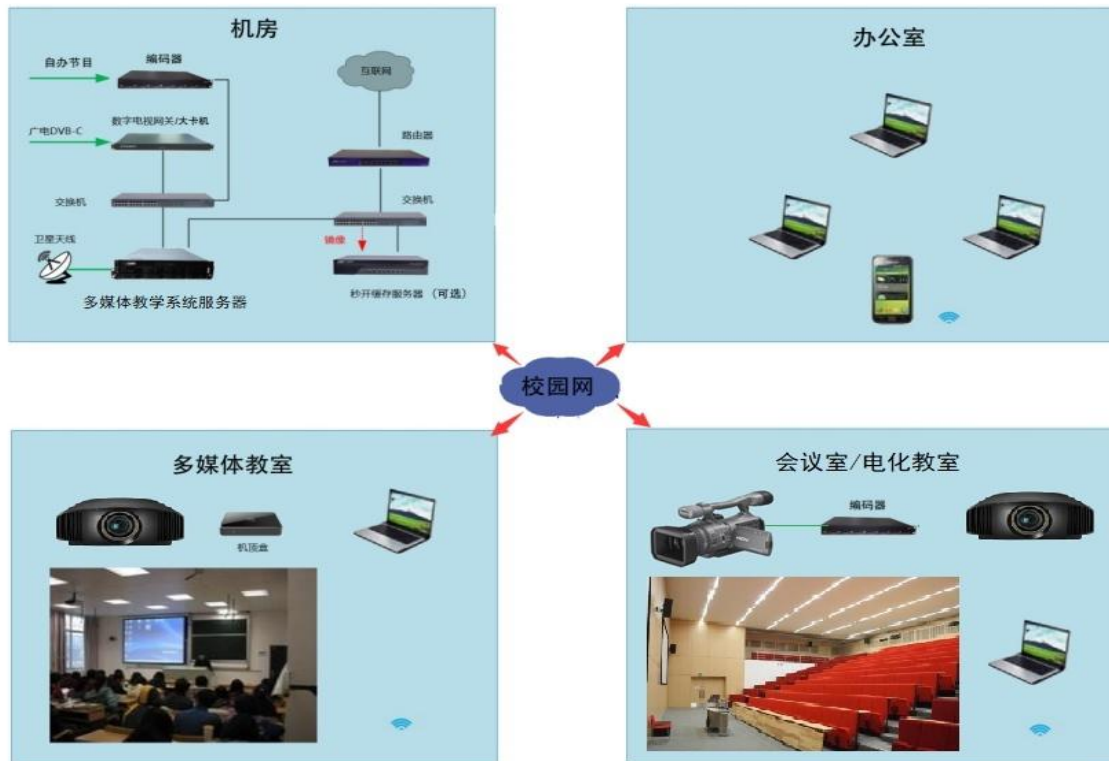 机房
自办节目
编码器
互联网
广电DVB-C
数字电视网关/大卡机
路由器
交换机
交换机
卫星天线
镜像
多媒体教学系统服务器
秒开缓存服务器（可选）
办公室
校园网
多媒体教室
机顶盒
会议室/电化教室
编码器